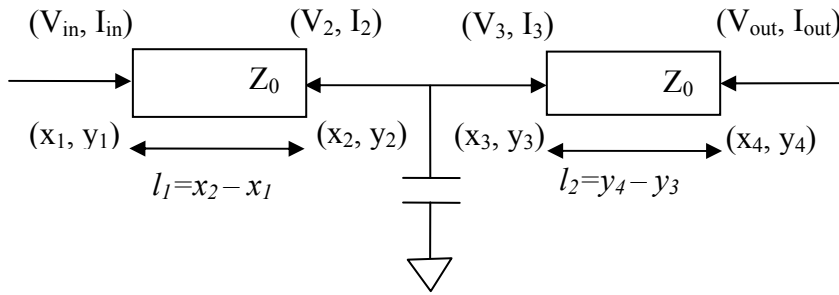 (V_in, I_in) (V_2, I_2) (V_3, I_3) (V_out, I_out)
Z_0 Z_0
(x_1, y_1) (x_2, y_2) (x_3, y_3) (x_4, y_4)
l_1=x_2 – x_1 l_2=y_4 – y_3